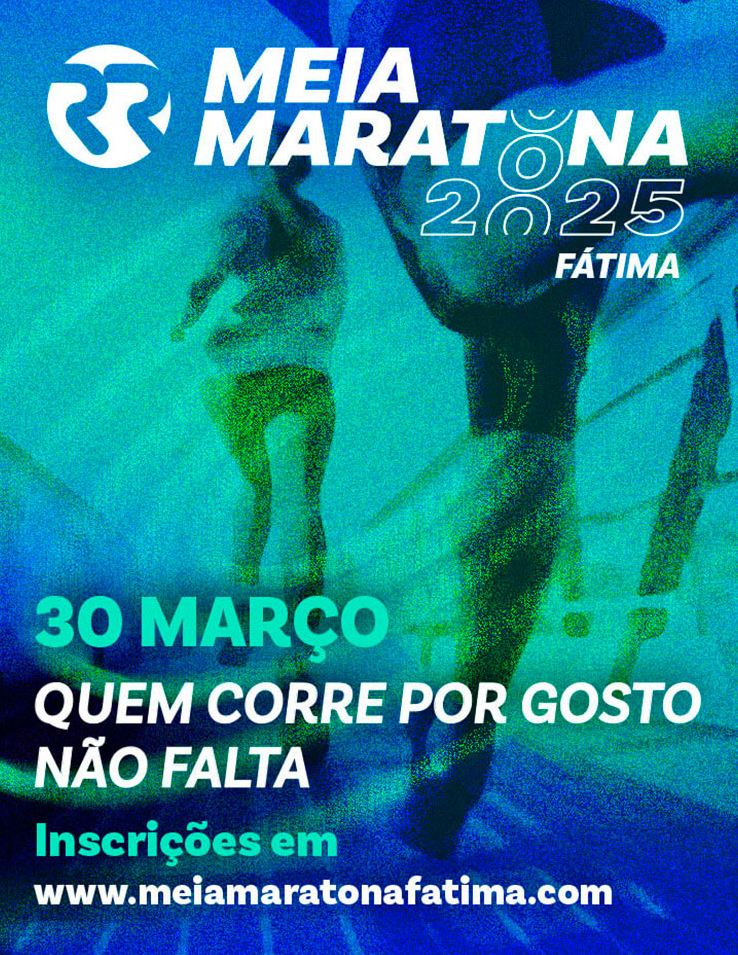 MEIA
MARATONA
2025
FÁTIMA
30 MARÇO
QUEM CORRE POR GOSTO
NÃO FALTA
Inscrições em
www.meiamaratonafatima.com